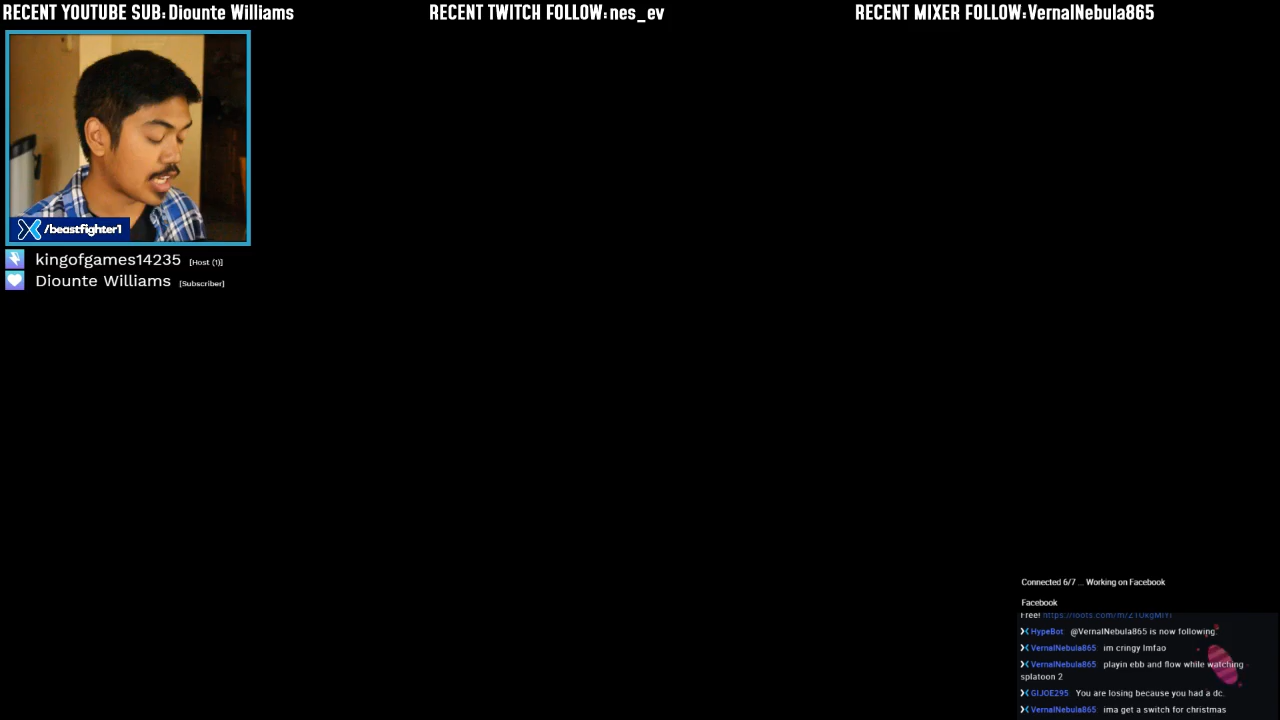 RECENT YOUTUBE SUB: Diounte Williams
RECENT TWITCH FOLLOW: nes_ev
RECENT MIXER FOLLOW: VernalNebula865
/beastfighter1
kingofgames14235 [Host (1)]
Diounte Williams [Subscriber]
Connected 6/7 ... Working on Facebook
Facebook
Free!
HypeBot @VernalNebula865 is now following.
VernalNebula865 im cringy lmfao
VernalNebula865 playin ebb and flow while watching
splatoon 2
GIJOE295 You are losing because you had a dc.
VernalNebula865 ima get a switch for christmas